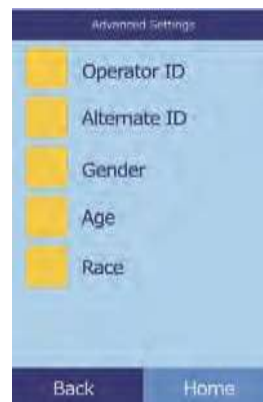 Advanced Settings
Operator ID
Alternate ID
Gender
Age
Race
Back
Home